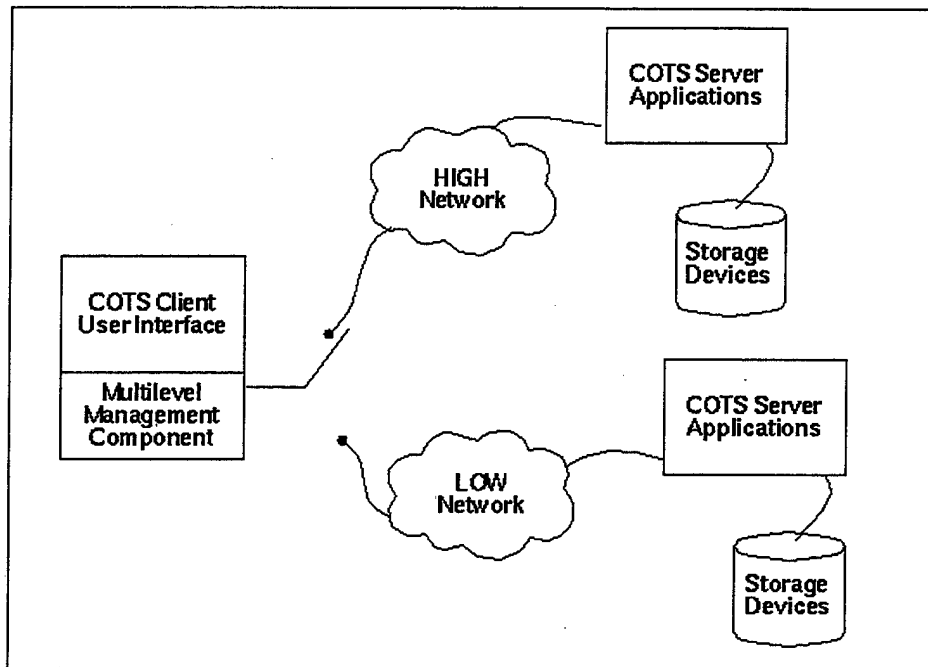 COTS Server
Applications
HIGH
Network
Storage
Devices
COTS Client
User Interface
Multilevel
Management
Component
COTS Server
Applications
LOW
Network
Storage
Devices